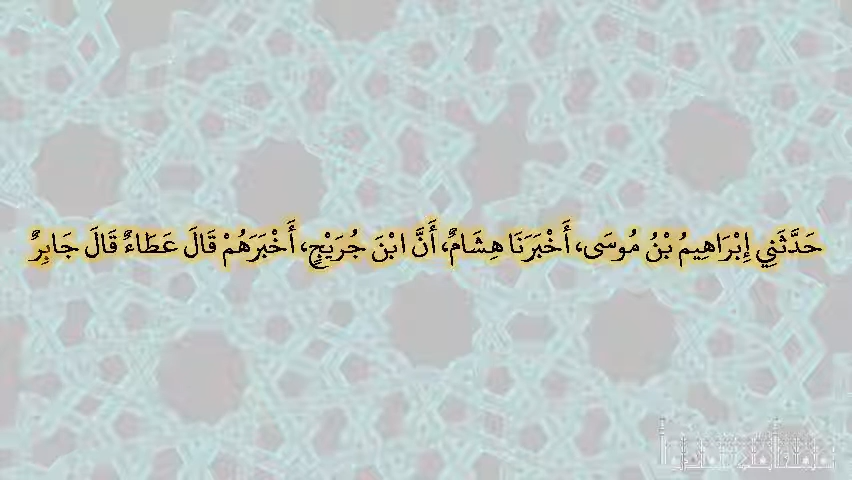 حَدَّثَنِي إِبْرَاهِيمُ بْنُ مُوسَى، أَخْبَرَنَا هِشَامٌ، أَنَّ ابْنَ جُرَيْجٍ، أَخْبَرَهُمْ قَالَ عَطَاءٌ قَالَ جَابِرٌ